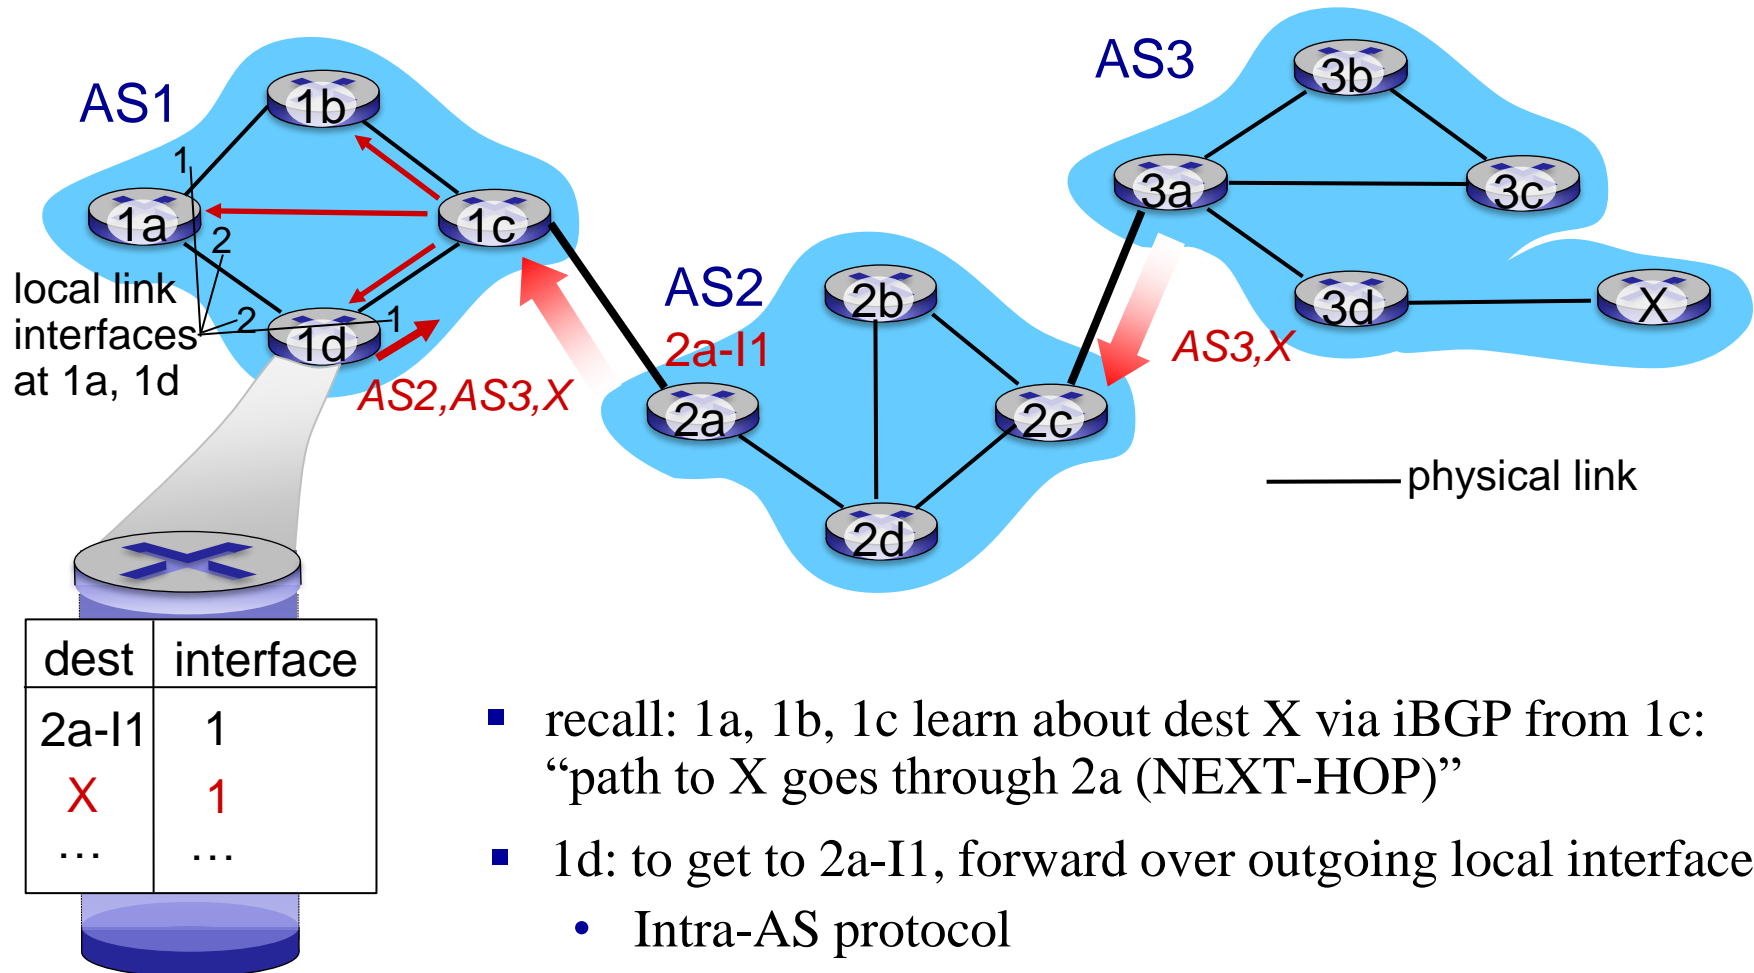 AS3
3b
AS1
1b
1
3a
3c
1a
1c
2
local link
interfaces
at 1a, 1d
2
1
1d
AS2
2a-I1
2b
3d
X
AS3,X
AS2,AS3,X
2a
2c
physical link
2d
dest interface
2a-I1 1
X 1
... ...
▪ recall: 1a, 1b, 1c learn about dest X via iBGP from 1c:
“path to X goes through 2a (NEXT-HOP)”
▪ 1d: to get to 2a-I1, forward over outgoing local interface
• Intra-AS protocol